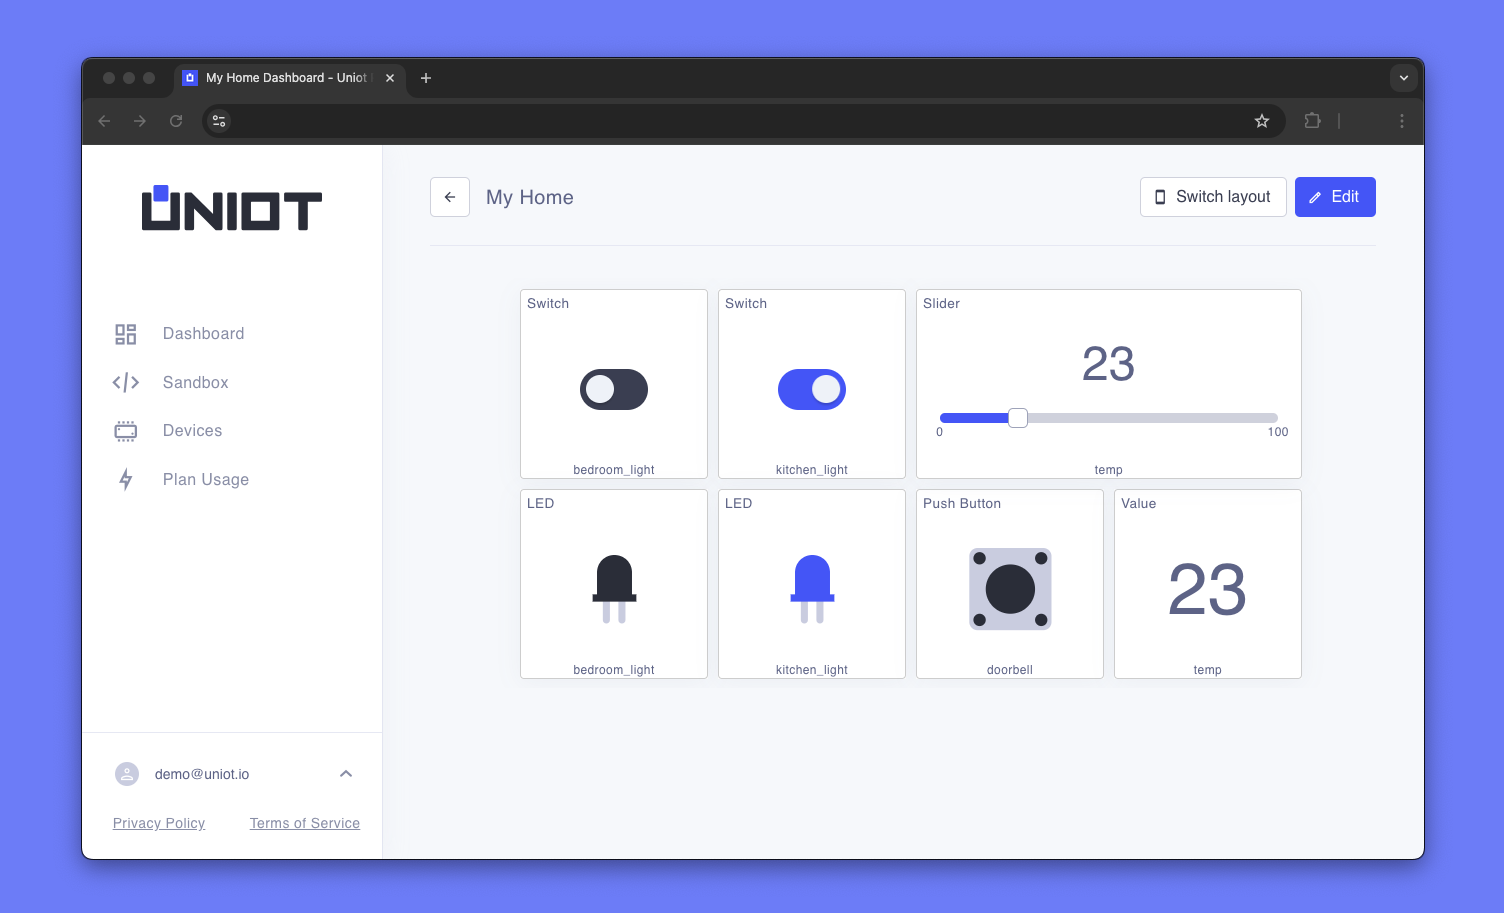 My Home Dashboard - Uniot
UNIOT
My Home
Switch layout
Edit
Dashboard
Sandbox
Devices
Plan Usage
Switch
bedroom_light
Switch
kitchen_light
Slider
23
0
100
temp
LED
bedroom_light
LED
kitchen_light
Push Button
doorbell
Value
23
temp
demo@uniot.io
Privacy Policy
Terms of Service